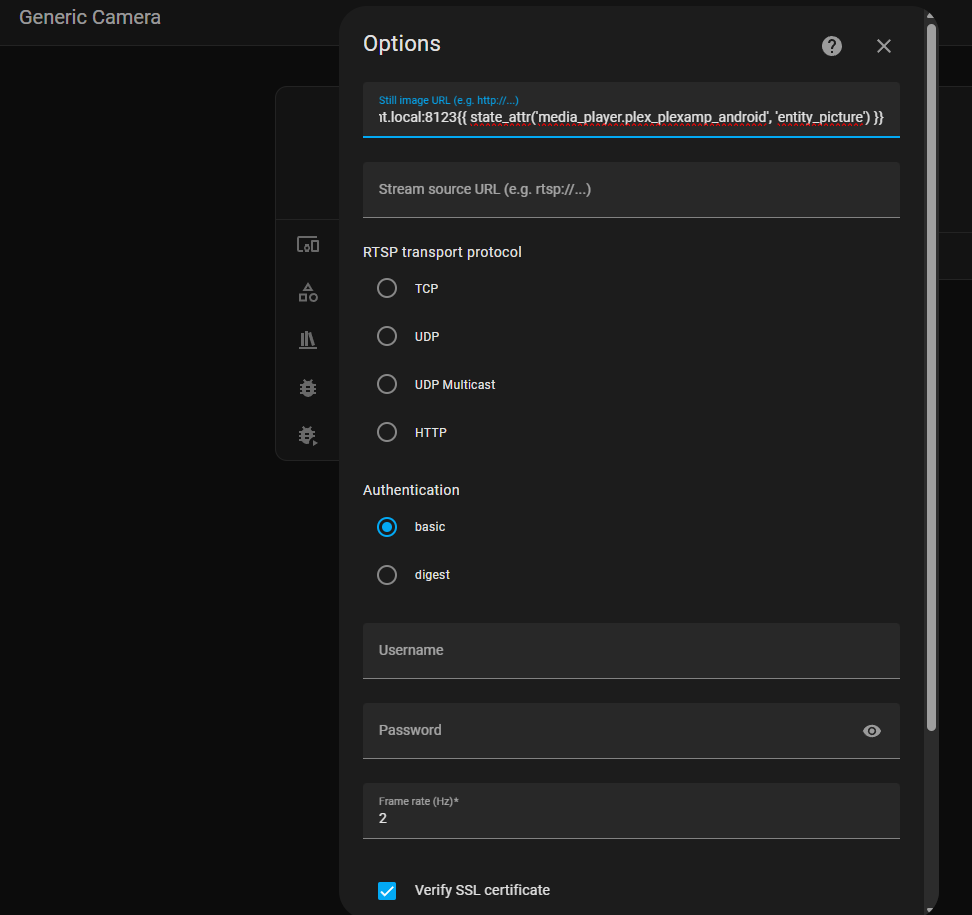 Generic Camera
Options
Still image URL (e.g. http://...)
t.local:8123{{ state_attr('media_player.plex_plexamp_android', 'entity_picture') }}
Stream source URL (e.g. rtsp://...)
RTSP transport protocol
TCP
UDP
UDP Multicast
HTTP
Authentication
basic
digest
Username
Password
Frame rate (Hz)*
2
Verify SSL certificate